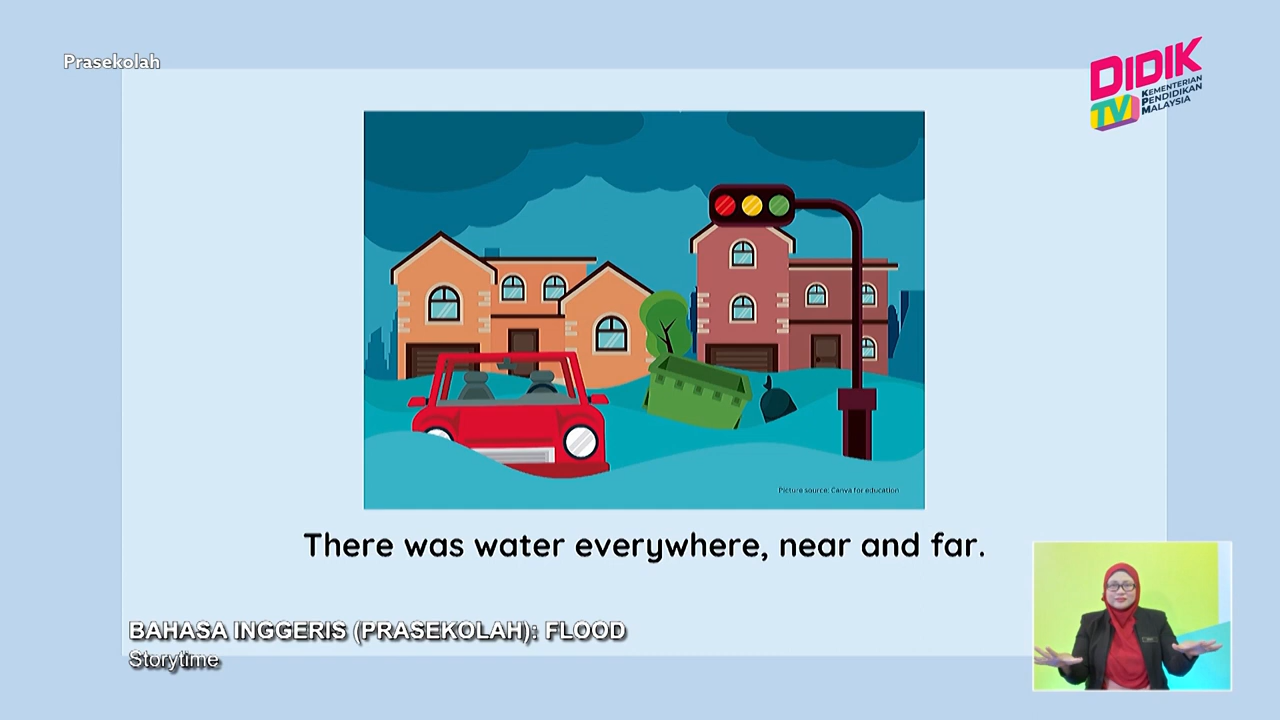 Prasekolah
DIDIK
TV
KEMENTERIAN
PENDIDIKAN
MALAYSIA
Picture source: Canva for education
There was water everywhere, near and far.
BAHASA INGGERIS (PRASEKOLAH): FLOOD
Storytime